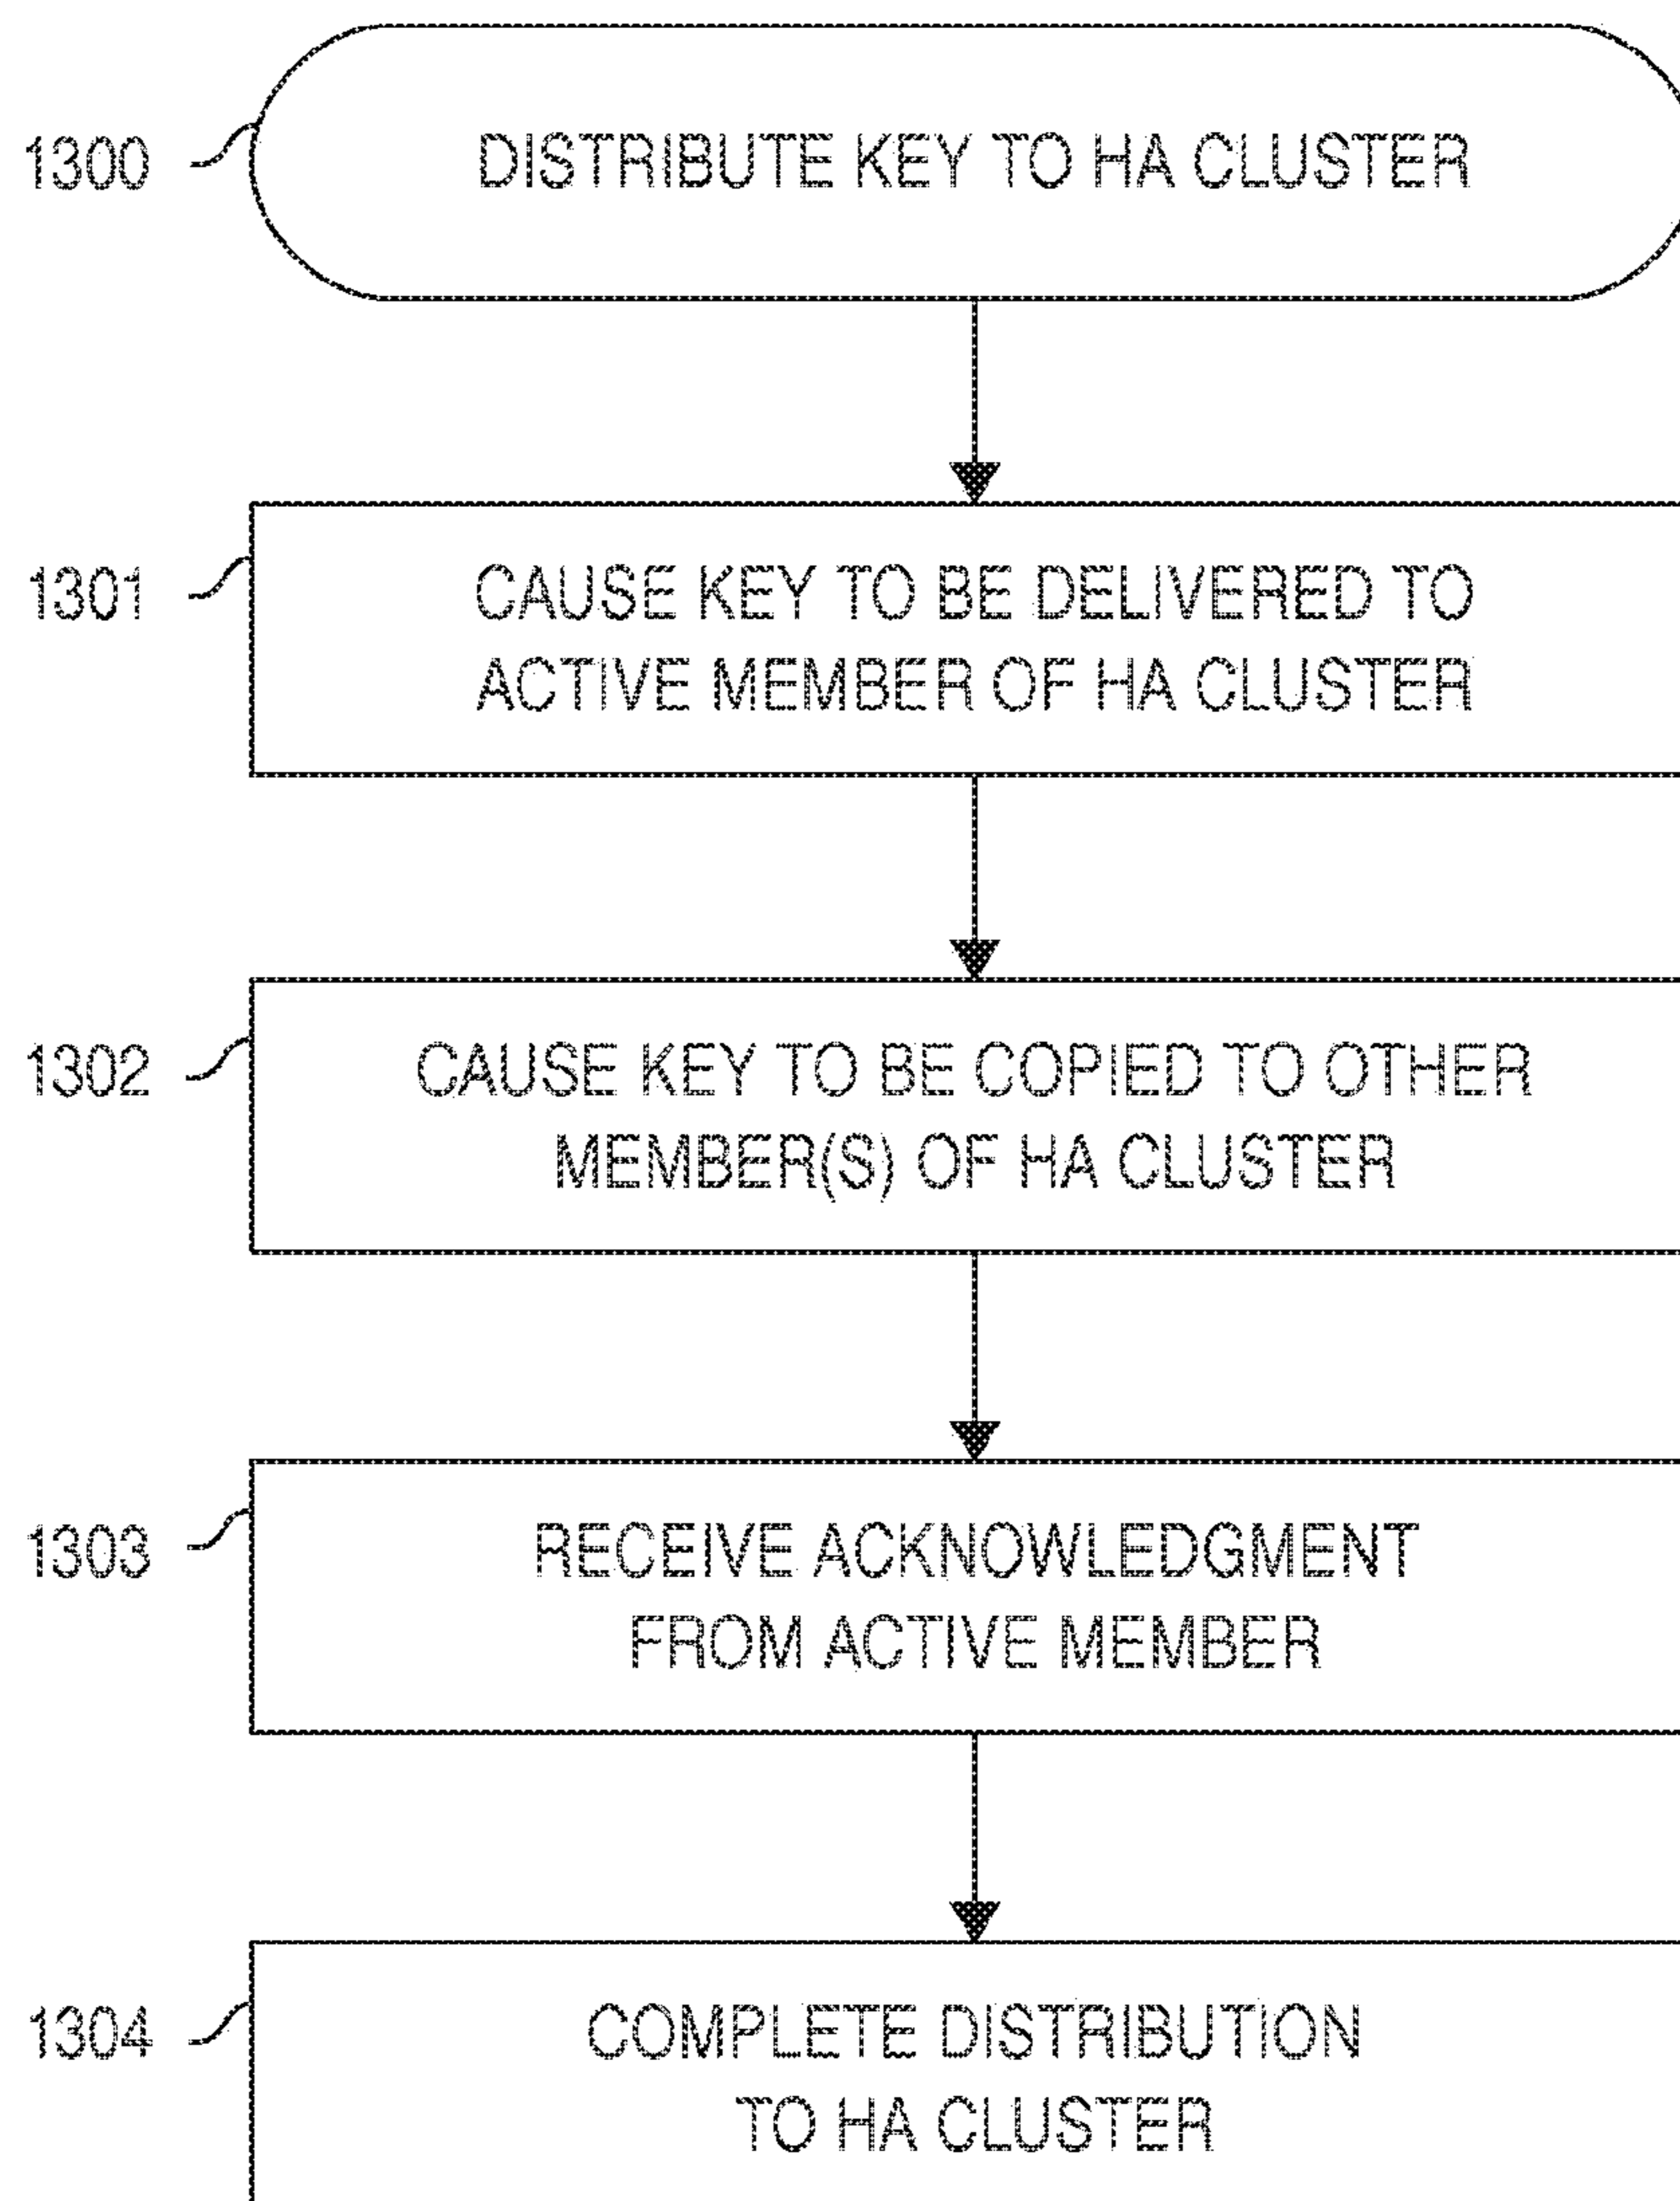 1300 DISTRIBUTE KEY TO HA CLUSTER
1301 CAUSE KEY TO BE DELIVERED TO
ACTIVE MEMBER OF HA CLUSTER
1302 CAUSE KEY TO BE COPIED TO OTHER
MEMBER(S) OF HA CLUSTER
1303 RECEIVE ACKNOWLEDGMENT
FROM ACTIVE MEMBER
1304 COMPLETE DISTRIBUTION
TO HA CLUSTER